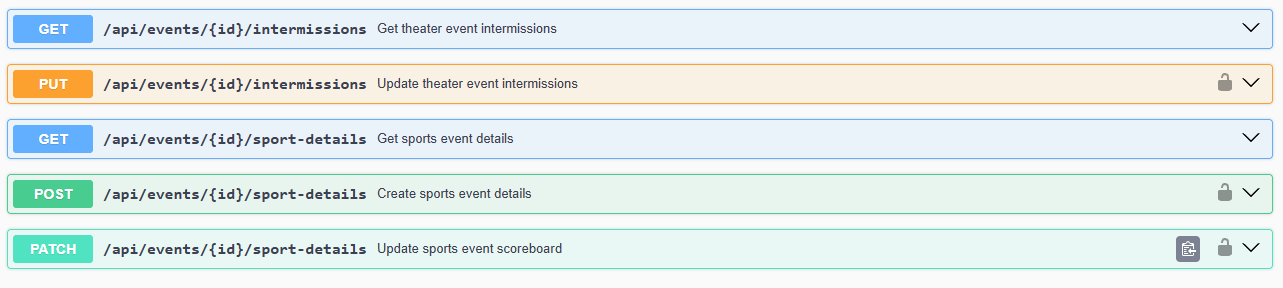 GET /api/events/{id}/intermissions Get theater event intermissions
PUT /api/events/{id}/intermissions Update theater event intermissions
GET /api/events/{id}/sport-details Get sports event details
POST /api/events/{id}/sport-details Create sports event details
PATCH /api/events/{id}/sport-details Update sports event scoreboard